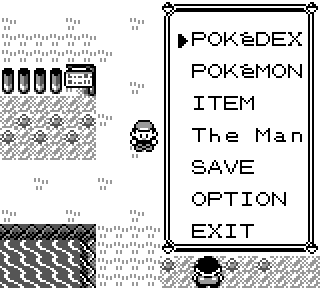 POKéDEX
POKéMON
ITEM
The Man
SAVE
OPTION
EXIT